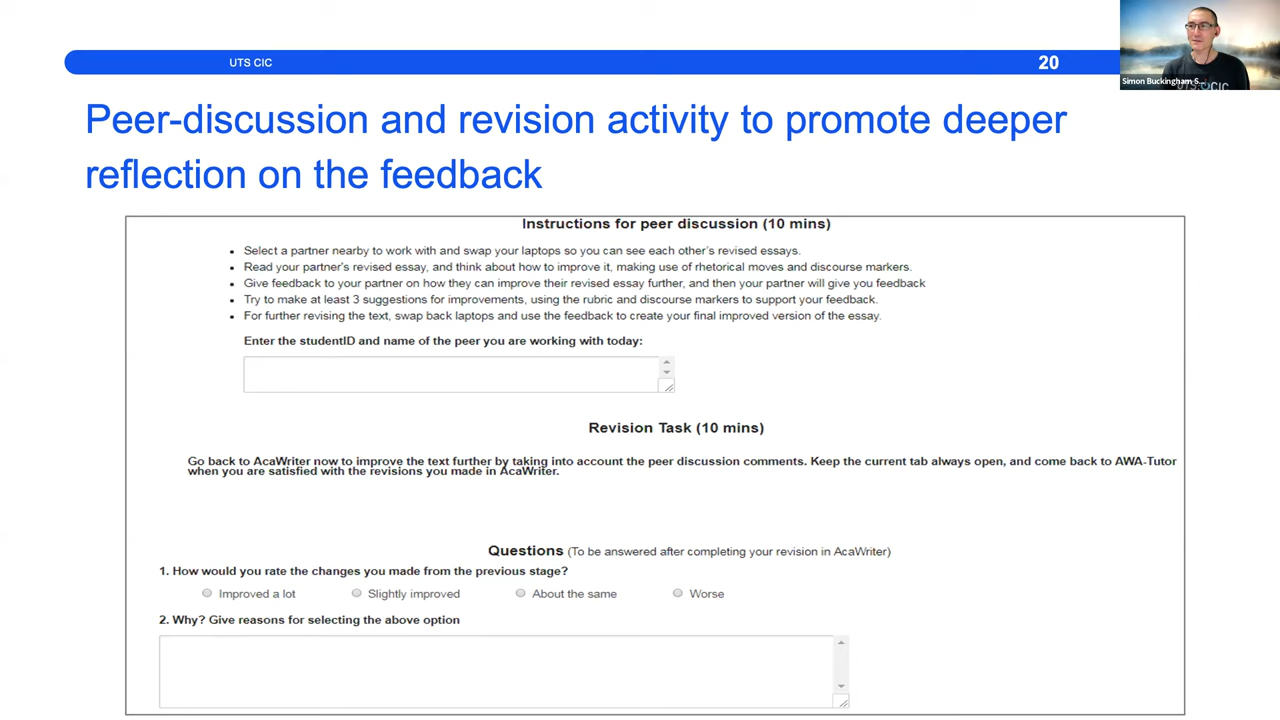 UTS CIC
20
Simon Buckingham S...
UTS CIC
Peer-discussion and revision activity to promote deeper
reflection on the feedback
Instructions for peer discussion (10 mins)
Select a partner nearby to work with and swap your laptops so you can see each other's revised essays.
Read your partner's revised essay, and think about how to improve it, making use of rhetorical moves and discourse markers.
Give feedback to your partner on how they can improve their revised essay further, and then your partner will give you feedback
Try to make at least 3 suggestions for improvements, using the rubric and discourse markers to support your feedback.
For further revising the text, swap back laptops and use the feedback to create your final improved version of the essay.
Enter the studentID and name of the peer you are working with today:
Revision Task (10 mins)
Go back to AcaWriter now to improve the text further by taking into account the peer discussion comments. Keep the current tab always open, and come back to AWA-Tutor
when you are satisfied with the revisions you made in AcaWriter.
Questions (To be answered after completing your revision in AcaWriter)
1. How would you rate the changes you made from the previous stage?
Improved a lot Slightly improved About the same Worse
2. Why? Give reasons for selecting the above option